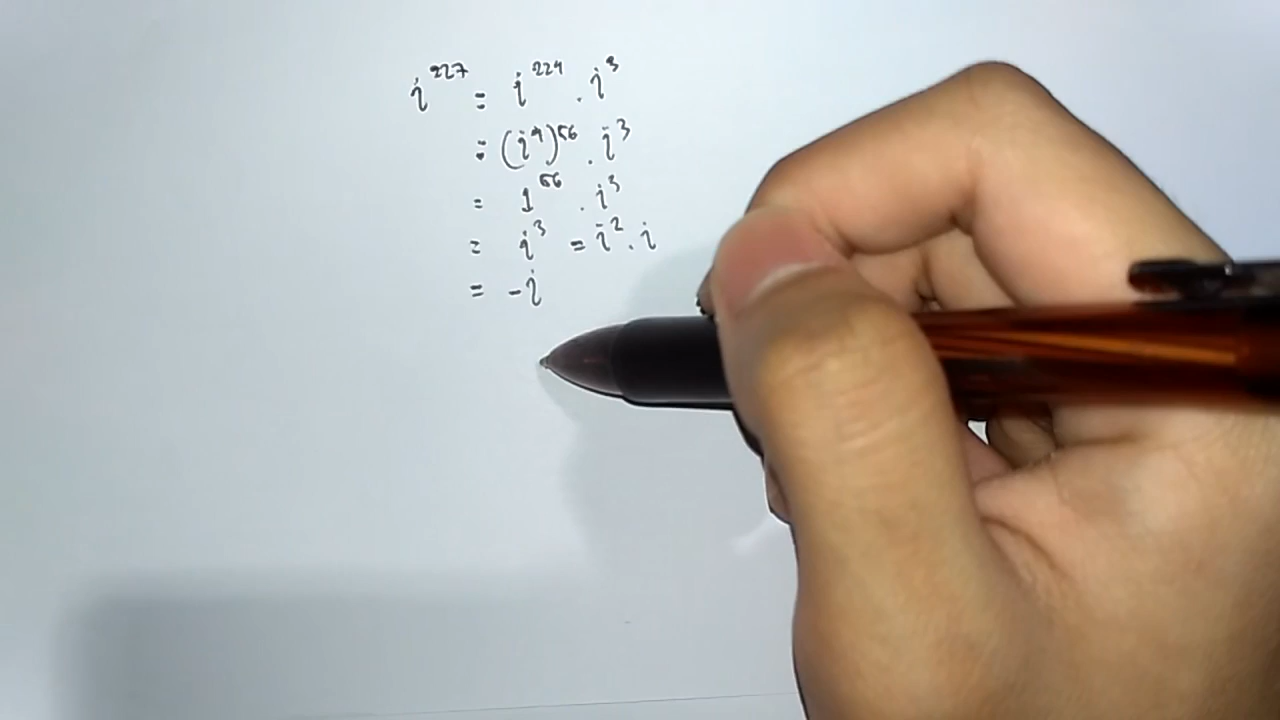 i^227 = i^224 . i^3
= (i^4)^56 . i^3
= 1^56 . i^3
= i^3 = i^2 . i
= -i